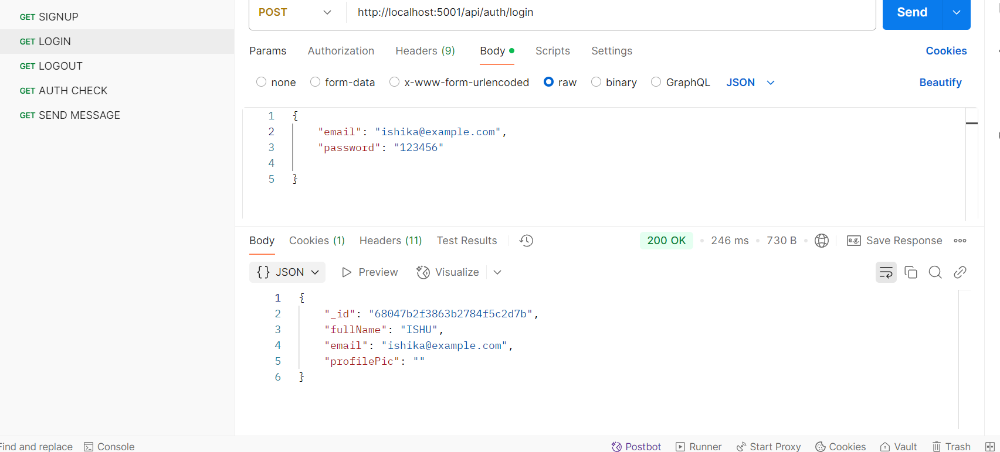 GET SIGNUP
GET LOGIN
GET LOGOUT
GET AUTH CHECK
GET SEND MESSAGE
POST http://localhost:5001/api/auth/login Send
Params Authorization Headers (9) Body Scripts Settings Cookies
none form-data x-www-form-urlencoded raw binary GraphQL JSON Beautify
1 {
2 "email": "ishika@example.com",
3 "password": "123456"
4
5 }
Body Cookies (1) Headers (11) Test Results 200 OK 246 ms 730 B e.g. Save Response
{} JSON Preview Visualize
1 {
2 "_id": "68047b2f3863b2784f5c2d7b",
3 "fullName": "ISHU",
4 "email": "ishika@example.com",
5 "profilePic": ""
6 }
Find and replace Console Postbot Runner Start Proxy Cookies Vault Trash